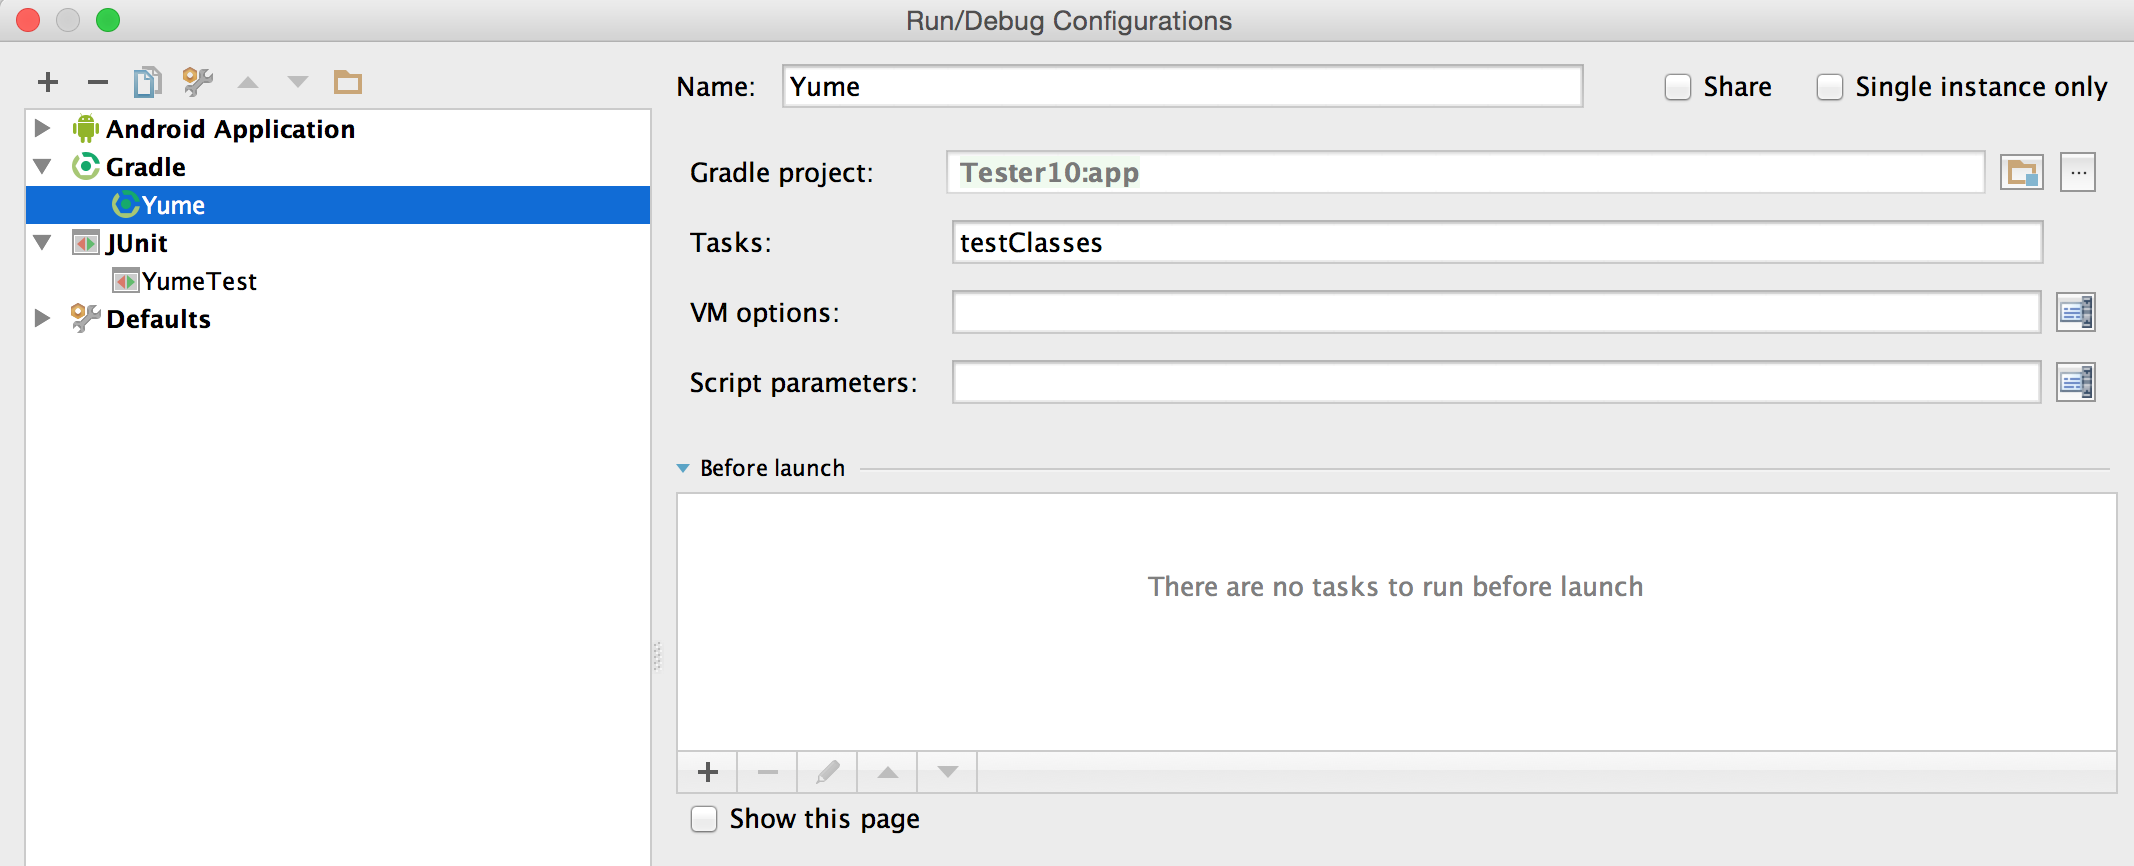 Run/Debug Configurations
Android Application
Gradle
Yume
JUnit
YumeTest
Defaults
Name: Yume Share Single instance only
Gradle project: Tester10:app ...
Tasks: testClasses
VM options:
Script parameters:
Before launch
There are no tasks to run before launch
Show this page